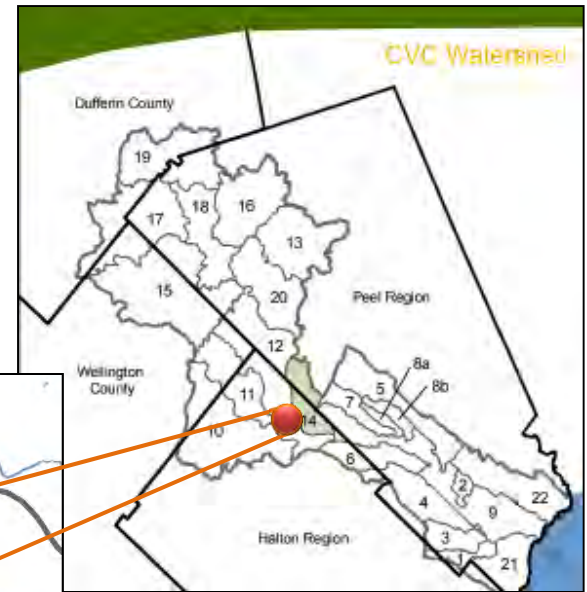 CVC Watershed
Dufferin County
19
18
16
17
13
15
20
Peel Region
12
8a
Wellington
County
5
8b
7
11
14
10
6
2
22
4
9
3
Halton Region
1
21